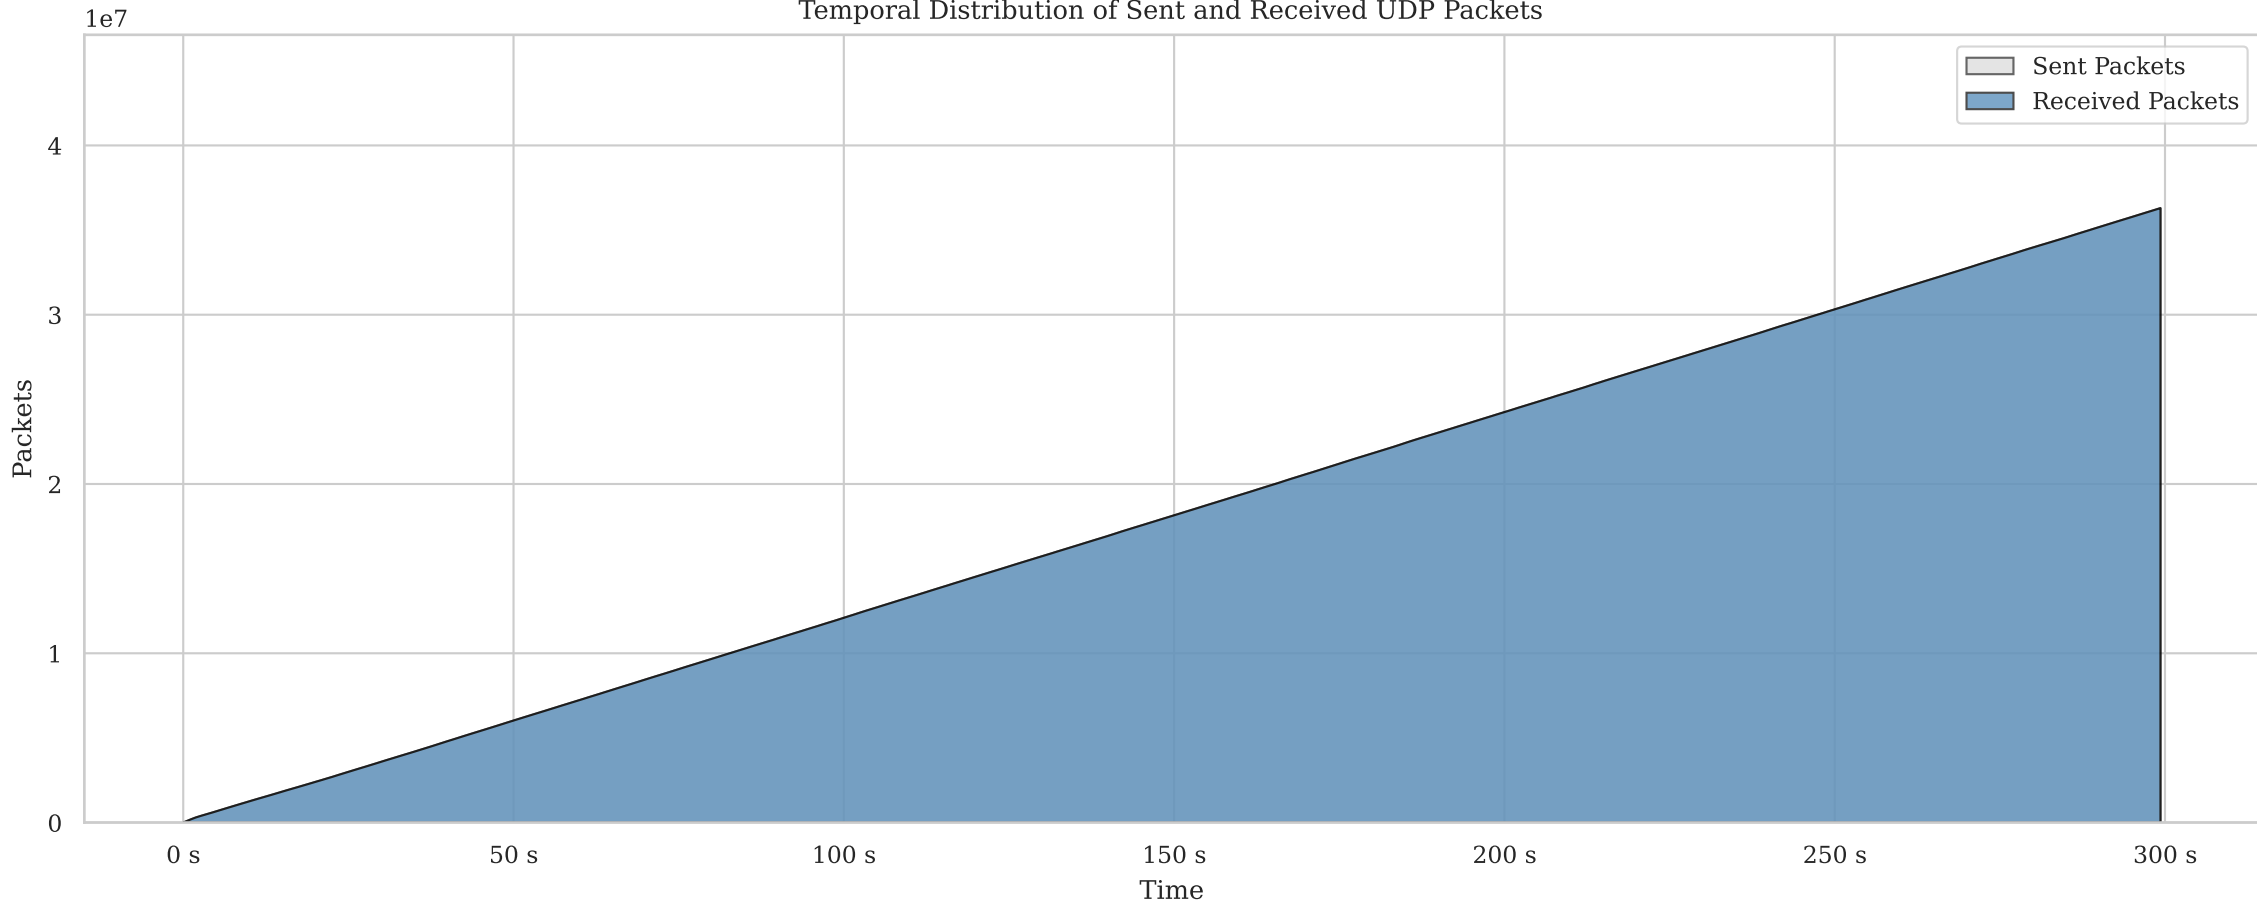 Temporal Distribution of Sent and Received UDP Packets
1e7
Sent Packets
Received Packets
4
3
2
1
0
Packets
0 s
50 s
100 s
150 s
200 s
250 s
300 s
Time